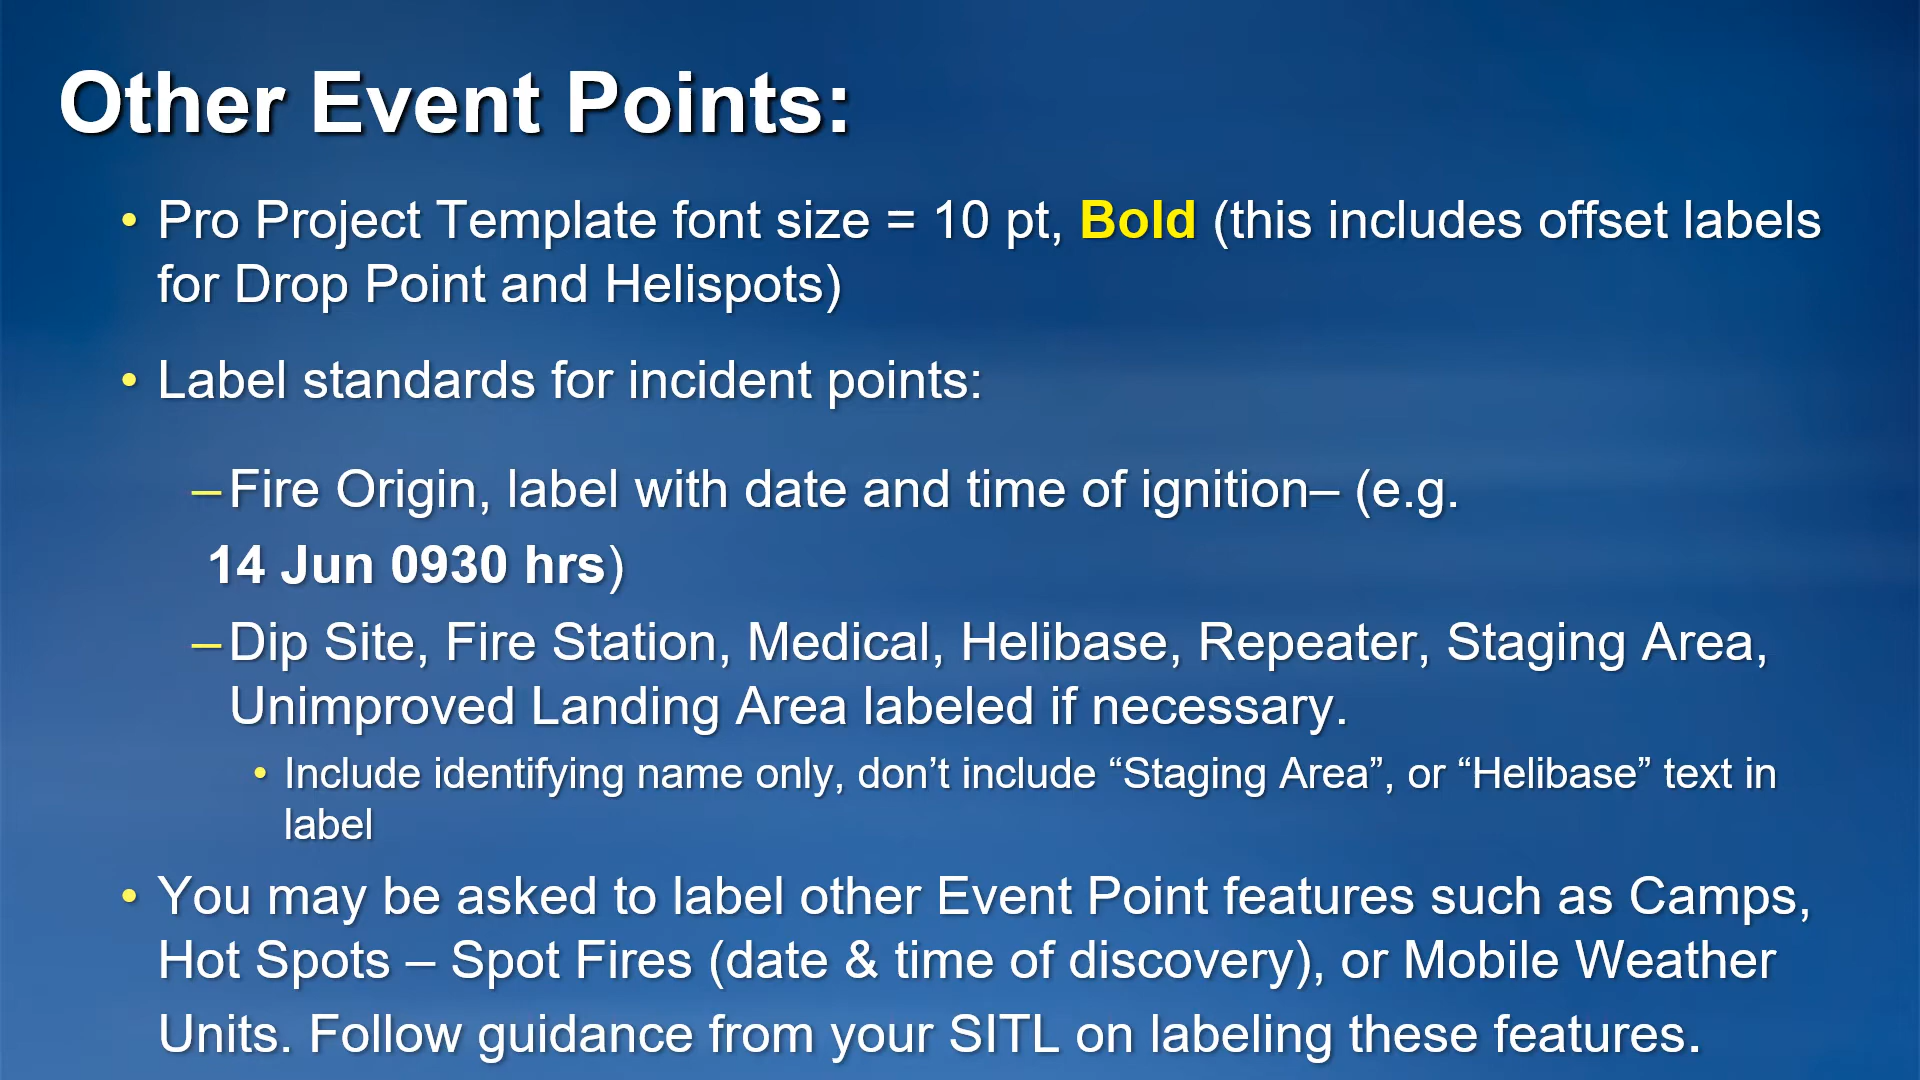 Other Event Points:
• Pro Project Template font size = 10 pt, Bold (this includes offset labels
for Drop Point and Helispots)
• Label standards for incident points:
– Fire Origin, label with date and time of ignition– (e.g.
14 Jun 0930 hrs)
– Dip Site, Fire Station, Medical, Helibase, Repeater, Staging Area,
Unimproved Landing Area labeled if necessary.
• Include identifying name only, don’t include “Staging Area”, or “Helibase” text in
label
• You may be asked to label other Event Point features such as Camps,
Hot Spots – Spot Fires (date & time of discovery), or Mobile Weather
Units. Follow guidance from your SITL on labeling these features.